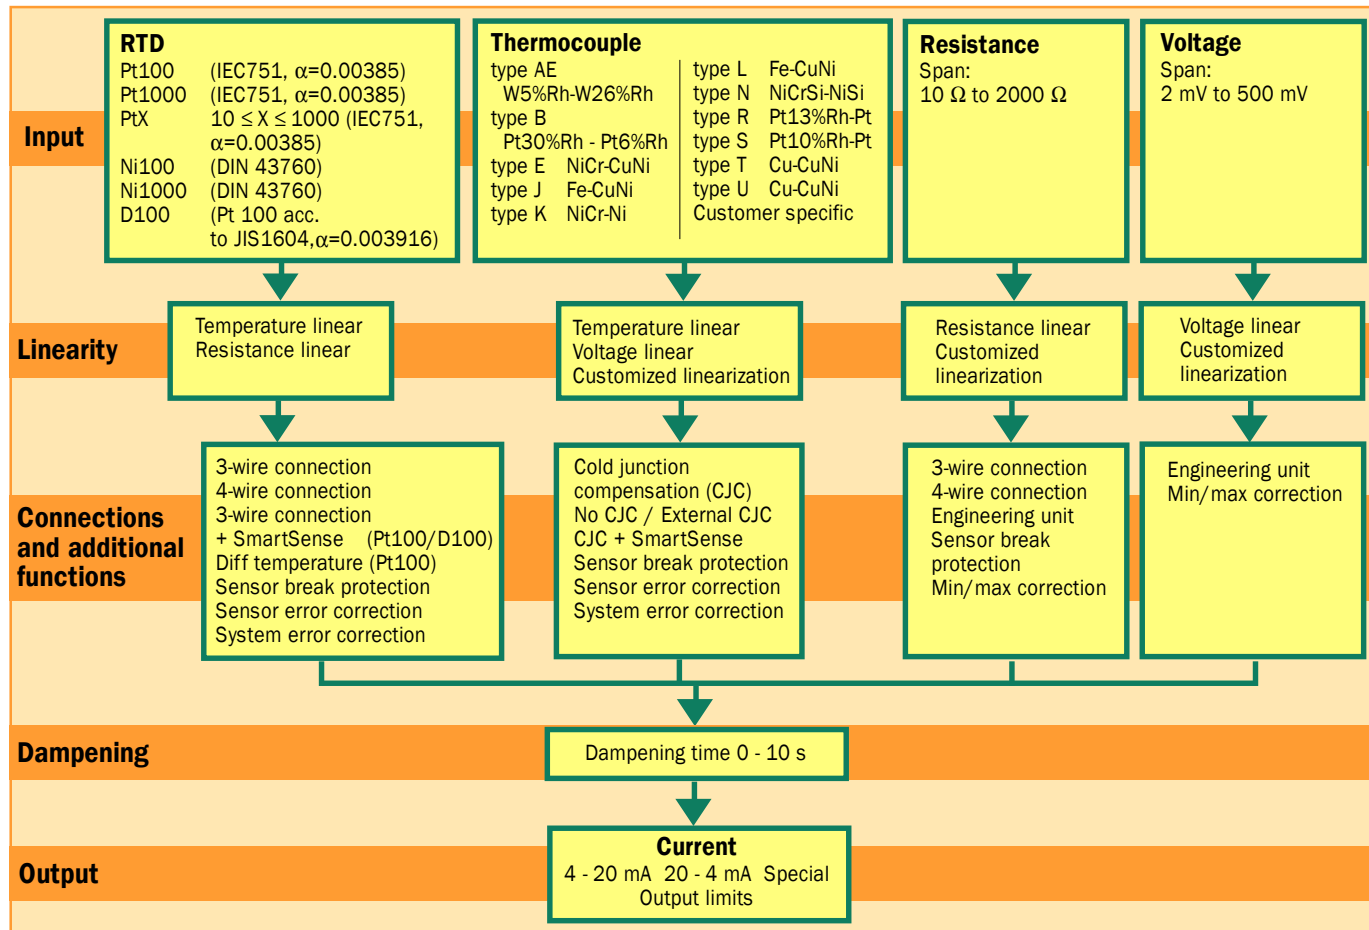 RTD
Pt100 (IEC751, α=0.00385)
Pt1000 (IEC751, α=0.00385)
PtX 10 ≤ X ≤ 1000 (IEC751,
α=0.00385)
Ni100 (DIN 43760)
Ni1000 (DIN 43760)
D100 (Pt 100 acc.
to JIS1604,α=0.003916)
Thermocouple
type AE
W5%Rh-W26%Rh
type B
Pt30%Rh - Pt6%Rh
type E NiCr-CuNi
type J Fe-CuNi
type K NiCr-Ni
type L Fe-CuNi
type N NiCrSi-NiSi
type R Pt13%Rh-Pt
type S Pt10%Rh-Pt
type T Cu-CuNi
type U Cu-CuNi
Customer specific
Resistance
Span:
10 Ω to 2000 Ω
Voltage
Span:
2 mV to 500 mV
Input
Linearity
Temperature linear
Resistance linear
Temperature linear
Voltage linear
Customized linearization
Resistance linear
Customized
linearization
Voltage linear
Customized
linearization
Connections
and additional
functions
3-wire connection
4-wire connection
3-wire connection
+ SmartSense (Pt100/D100)
Diff temperature (Pt100)
Sensor break protection
Sensor error correction
System error correction
Cold junction
compensation (CJC)
No CJC / External CJC
CJC + SmartSense
Sensor break protection
Sensor error correction
System error correction
3-wire connection
4-wire connection
Engineering unit
Sensor break
protection
Min/max correction
Engineering unit
Min/max correction
Dampening
Dampening time 0 - 10 s
Output
Current
4 - 20 mA 20 - 4 mA Special
Output limits